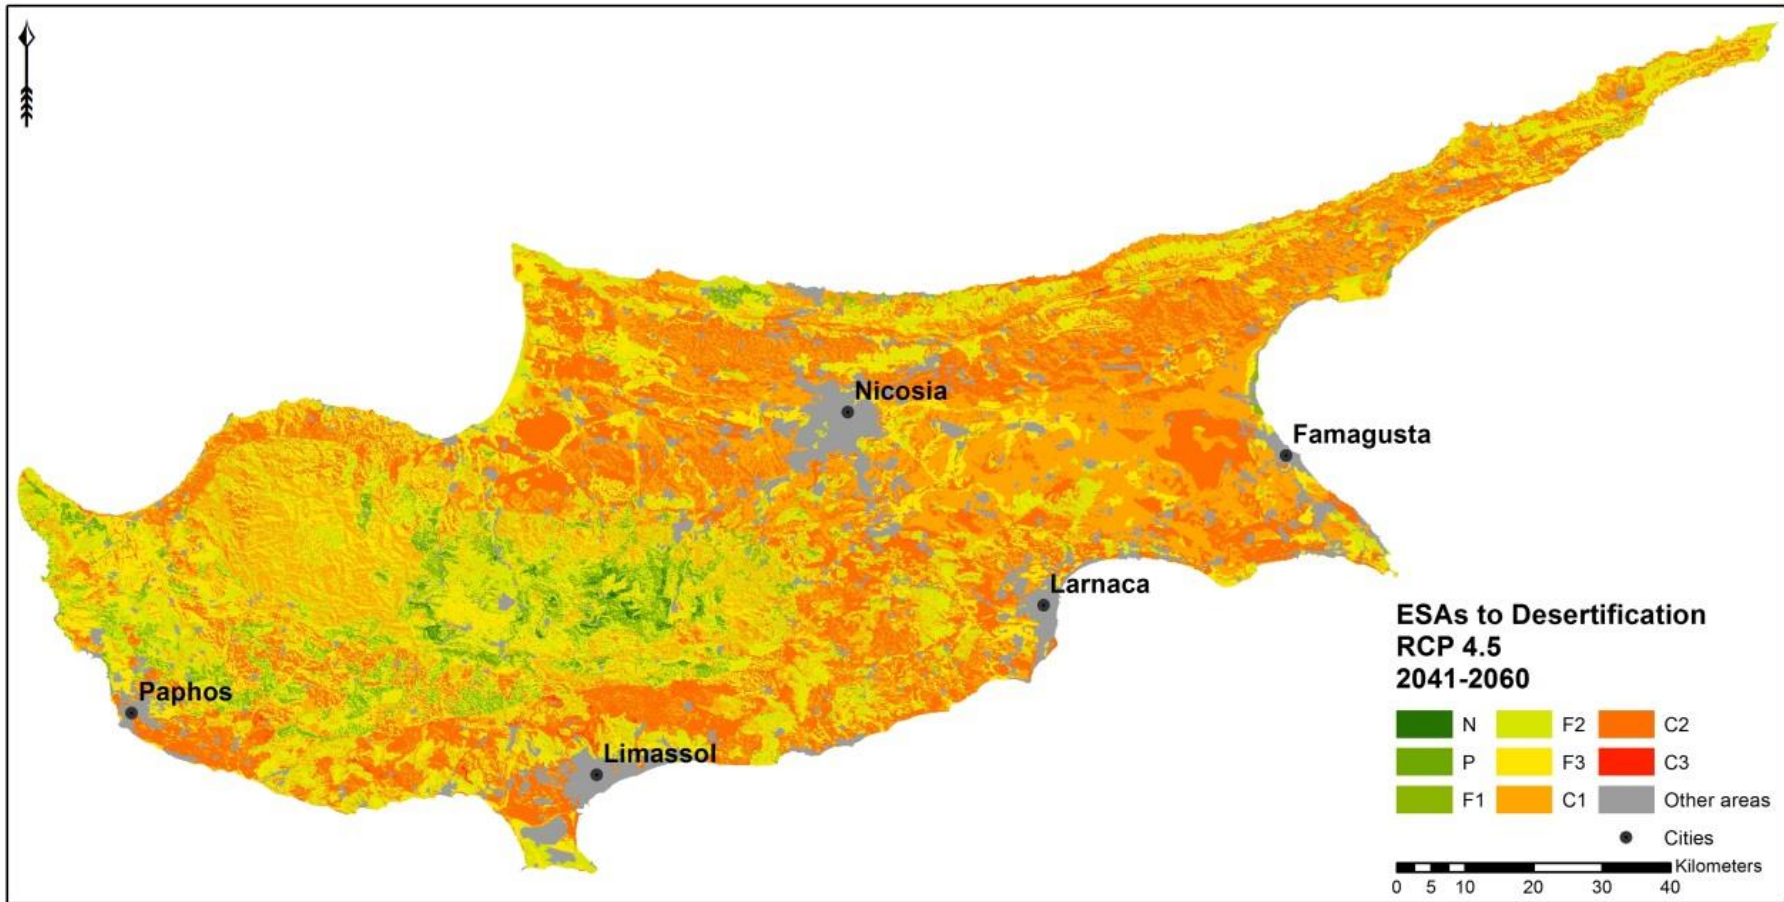 Nicosia
Famagusta
Larnaca
Paphos
Limassol
ESAs to Desertification
RCP 4.5
2041-2060
N F2 C2
P F3 C3
F1 C1 Other areas
Cities
Kilometers
0 5 10 20 30 40